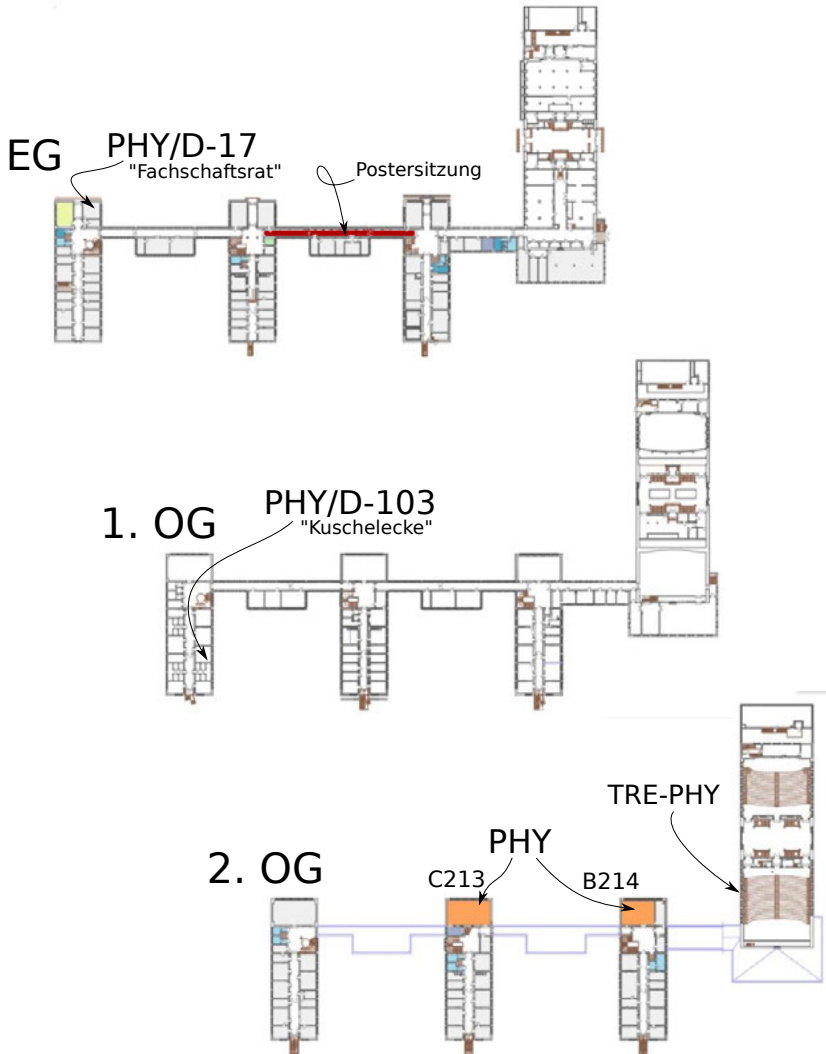 EG
PHY/D-17
"Fachschaftsrat"
Postersitzung
1. OG
PHY/D-103
"Kuschelecke"
2. OG
PHY
C213
B214
TRE-PHY